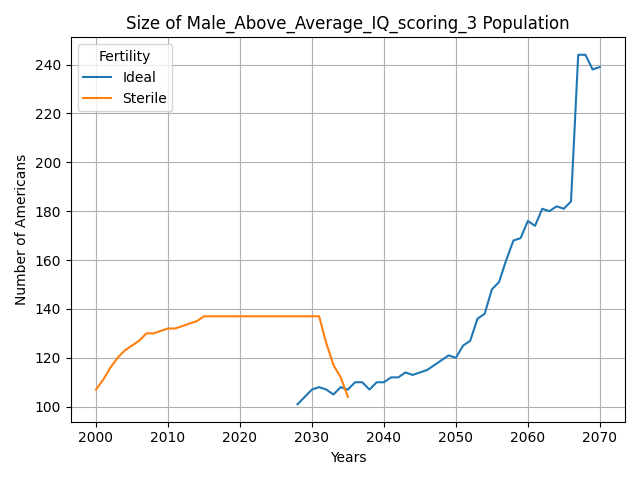 Size of Male_Above_Average_IQ_scoring_3 Population
Fertility
Ideal
Sterile
Number of Americans
240
220
200
180
160
140
120
100
2000 2010 2020 2030 2040 2050 2060 2070
Years